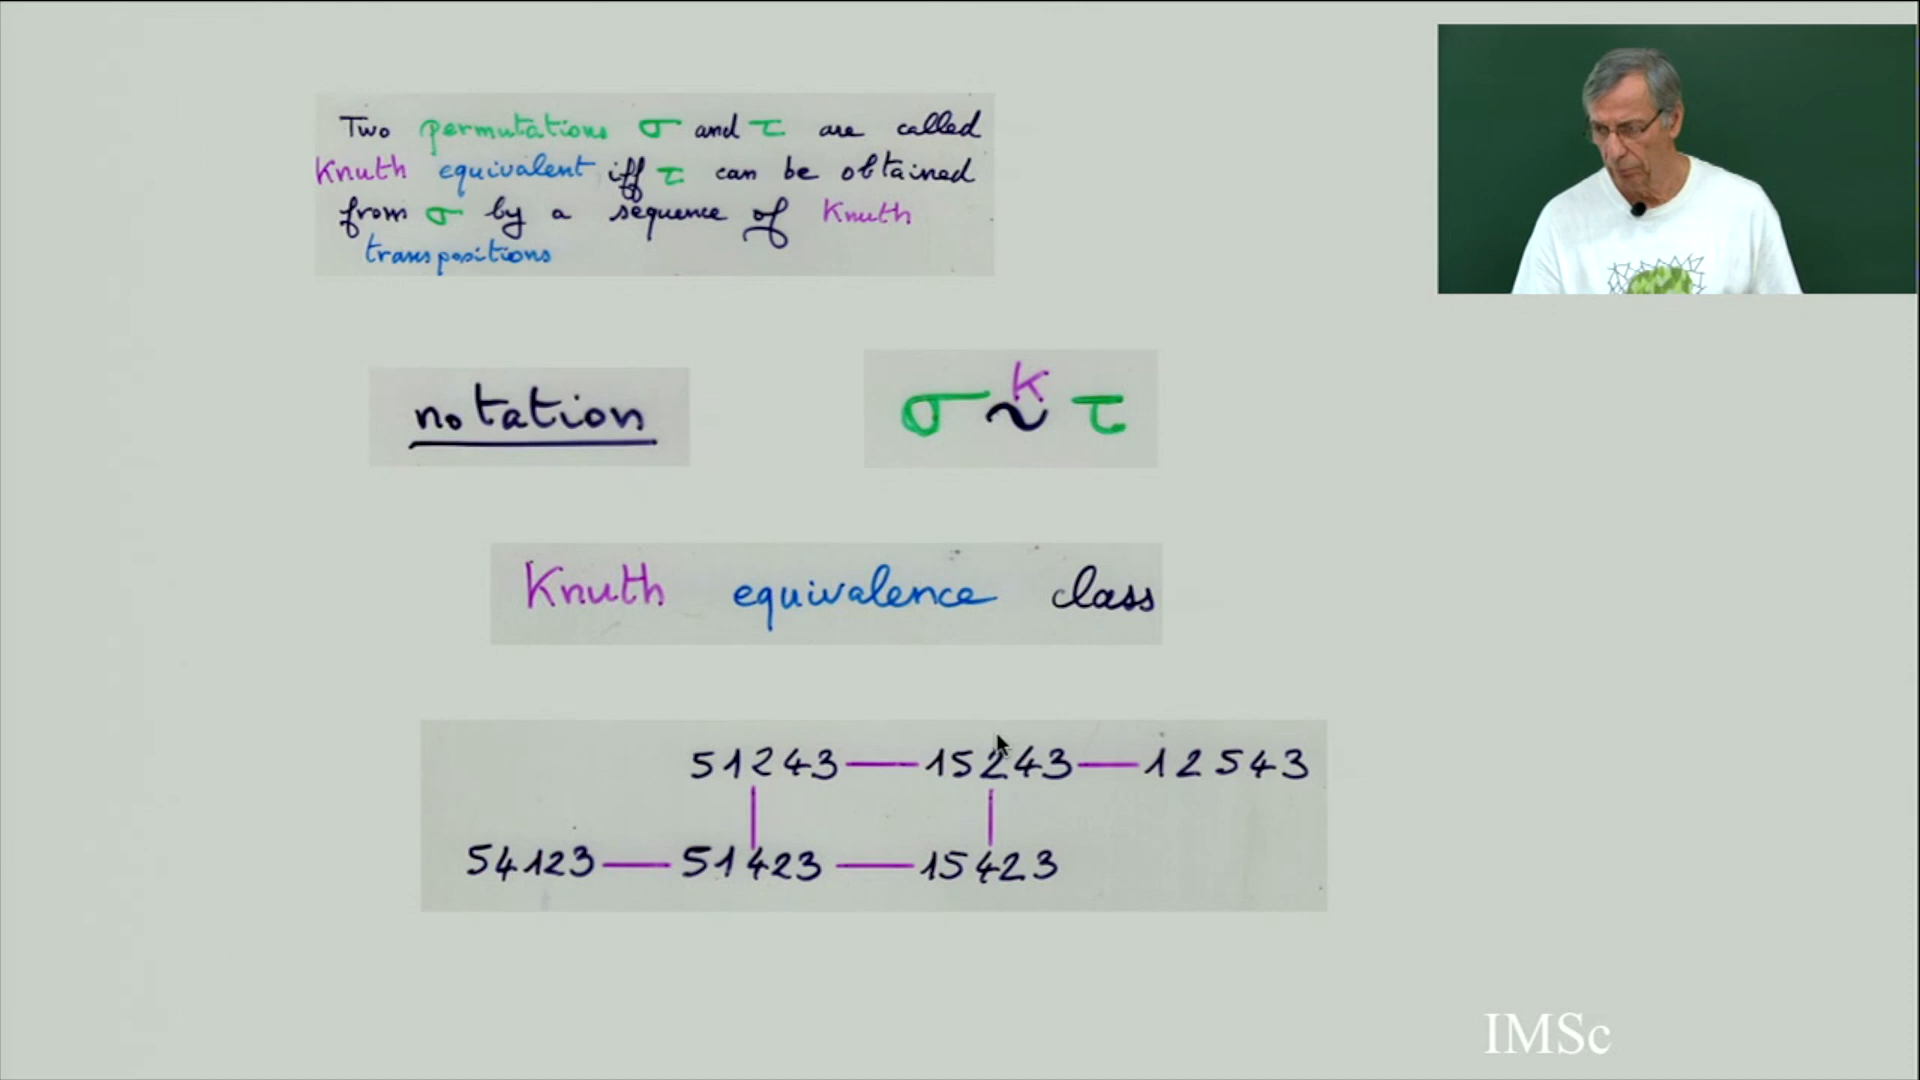 Two permutations σ and τ are called
Knuth equivalent iff τ can be obtained
from σ by a sequence of Knuth
transpositions
notation
σ K~ τ
Knuth equivalence class
51243 — 15243 — 12543
54123 — 51423 — 15423
IMSc